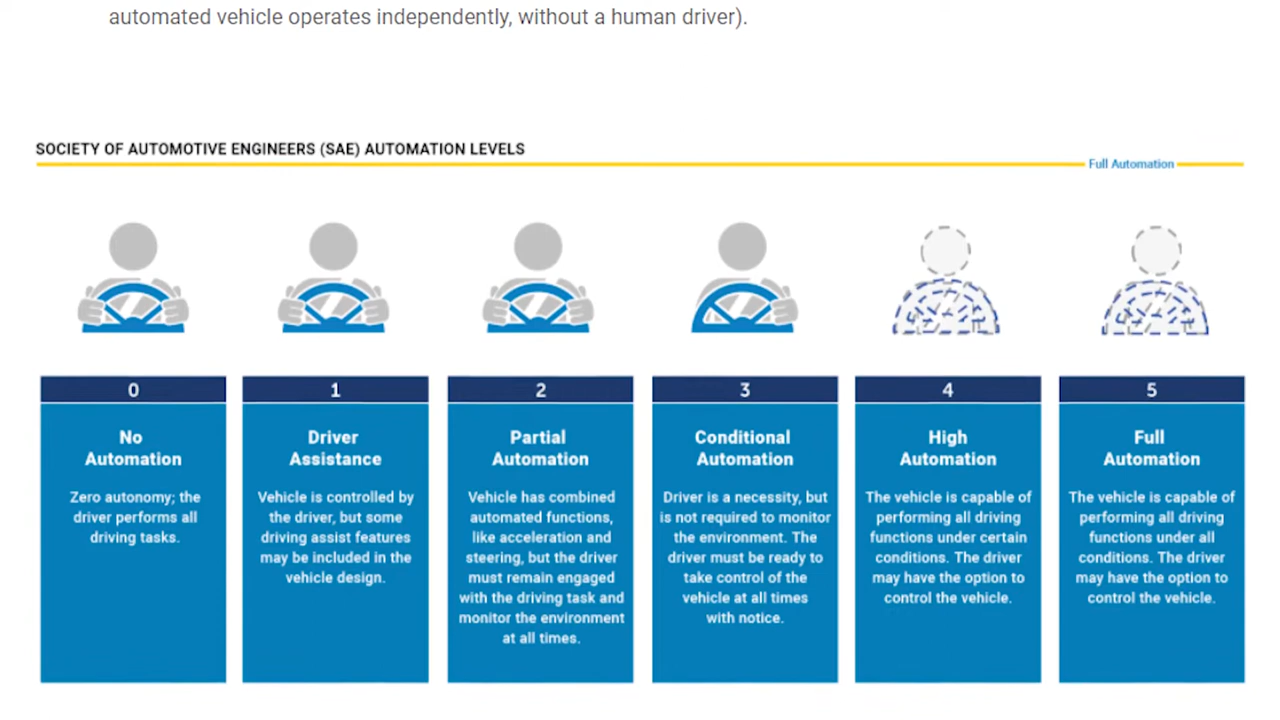 automated vehicle operates independently, without a human driver).
SOCIETY OF AUTOMOTIVE ENGINEERS (SAE) AUTOMATION LEVELS
Full Automation
0
No
Automation
Zero autonomy; the
driver performs all
driving tasks.
1
Driver
Assistance
Vehicle is controlled by
the driver, but some
driving assist features
may be included in the
vehicle design.
2
Partial
Automation
Vehicle has combined
automated functions,
like acceleration and
steering, but the driver
must remain engaged
with the driving task and
monitor the environment
at all times.
3
Conditional
Automation
Driver is a necessity, but
is not required to monitor
the environment. The
driver must be ready to
take control of the
vehicle at all times
with notice.
4
High
Automation
The vehicle is capable of
performing all driving
functions under certain
conditions. The driver
may have the option to
control the vehicle.
5
Full
Automation
The vehicle is capable of
performing all driving
functions under all
conditions. The driver
may have the option to
control the vehicle.